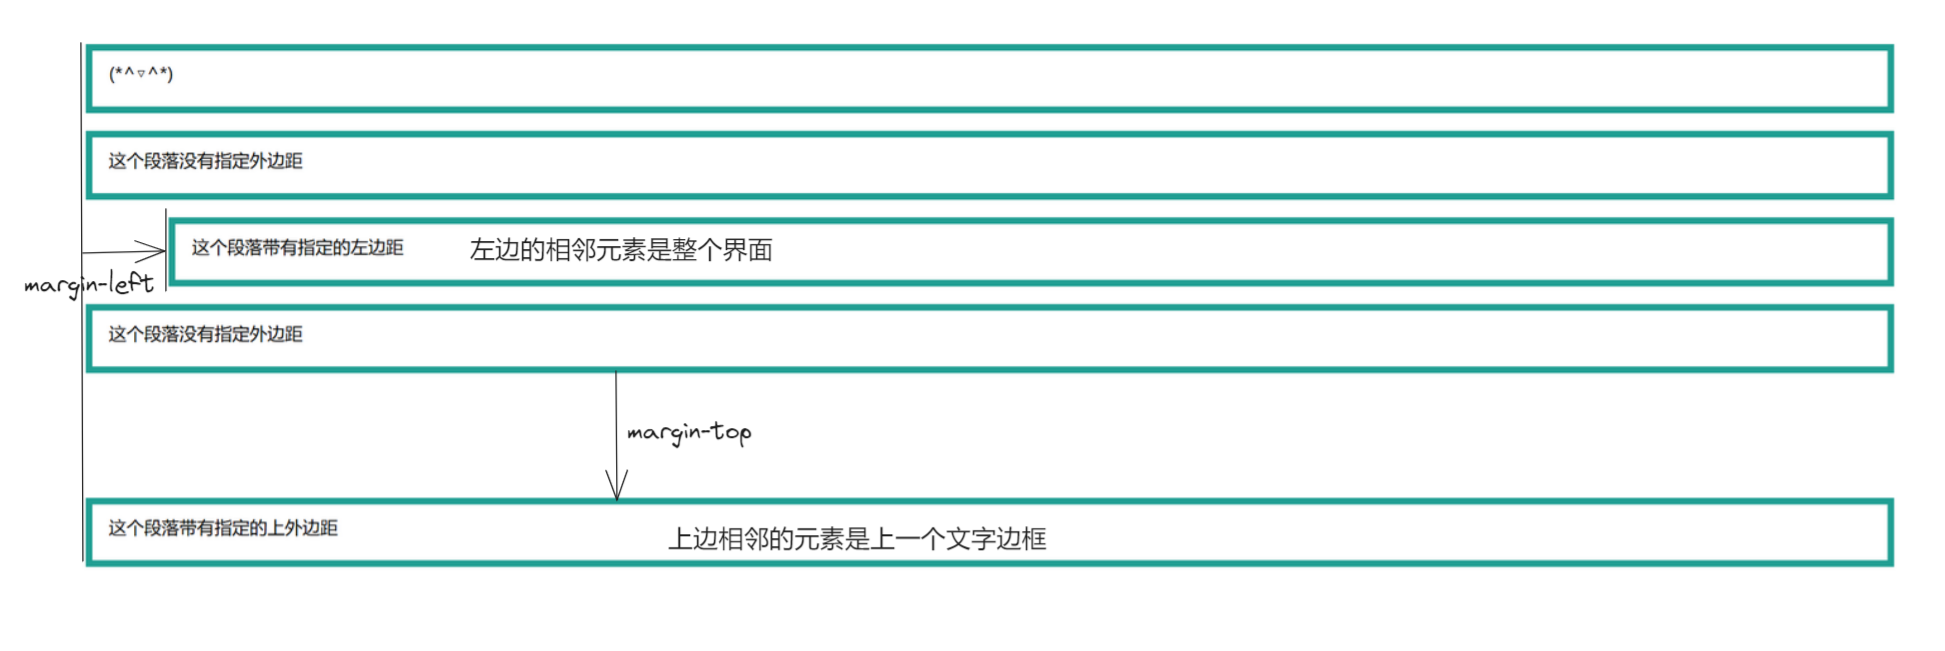 (*^▽^*)
这个段落没有指定外边距
这个段落带有指定的左边距 左边的相邻元素是整个界面
margin-left
这个段落没有指定外边距
margin-top
这个段落带有指定的上外边距 上边相邻的元素是上一个文字边框